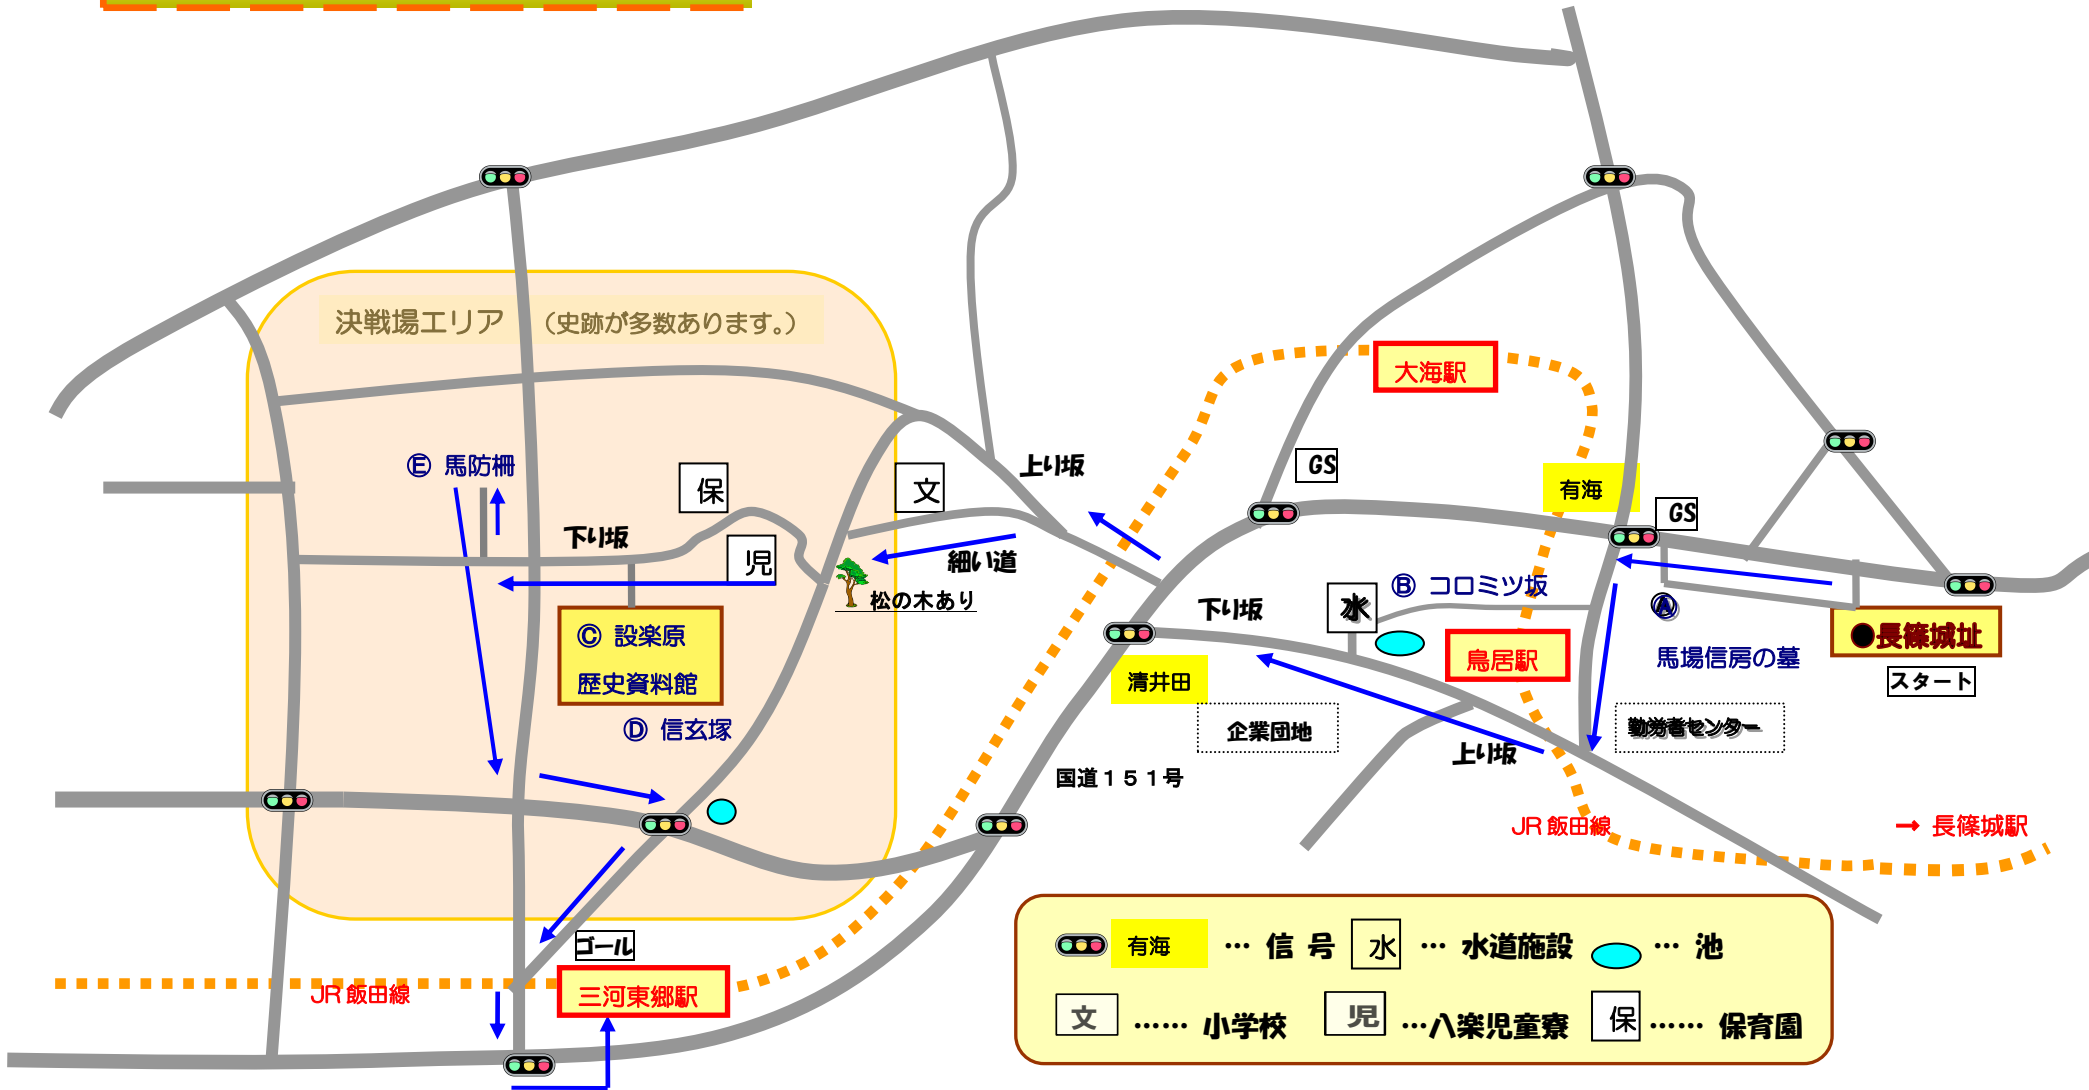 決戦場エリア （史跡が多数あります。）
大海駅
Ⓔ 馬防柵
上り坂
GS
保
文
有海
GS
下り坂
児
細い道
松の木あり
Ⓑ コロミツ坂
水
下り坂
Ⓐ
Ⓒ 設楽原
歴史資料館
鳥居駅
馬場信房の墓
●長篠城址
スタート
清井田
Ⓓ 信玄塚
企業団地
勤労者センター
上り坂
国道１５１号
JR 飯田線
→ 長篠城駅
ゴール
JR 飯田線
三河東郷駅
有海 … 信 号
水 … 水道施設
… 池
文 …… 小学校
児 …八楽児童寮
保 …… 保育園